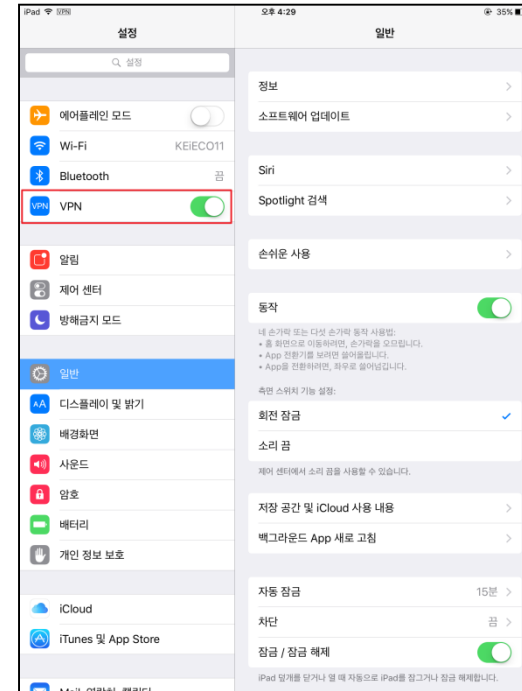 iPad VPN
오후 4:29
35%
설정
일반
설정
에어플레인 모드
Wi-Fi KEiECO11
Bluetooth 끔
VPN VPN
알림
제어 센터
방해금지 모드
일반
AA 디스플레이 및 밝기
배경화면
사운드
암호
배터리
개인 정보 보호
iCloud
iTunes 및 App Store
정보
소프트웨어 업데이트
Siri
Spotlight 검색
손쉬운 사용
동작
네 손가락 또는 다섯 손가락 동작 사용법:
• 홈 화면으로 이동하려면, 손가락을 오므립니다.
• App 전환기를 보려면 쓸어올립니다.
• App을 전환하려면, 좌우로 쓸어넘깁니다.
측면 스위치 기능 설정:
회전 잠금
소리 끔
제어 센터에서 소리 끔을 사용할 수 있습니다.
저장 공간 및 iCloud 사용 내용
백그라운드 App 새로 고침
자동 잠금 15분
차단 끔
잠금 / 잠금 해제
iPad 덮개를 닫거나 열 때 자동으로 iPad를 잠그거나 잠금 해제합니다.